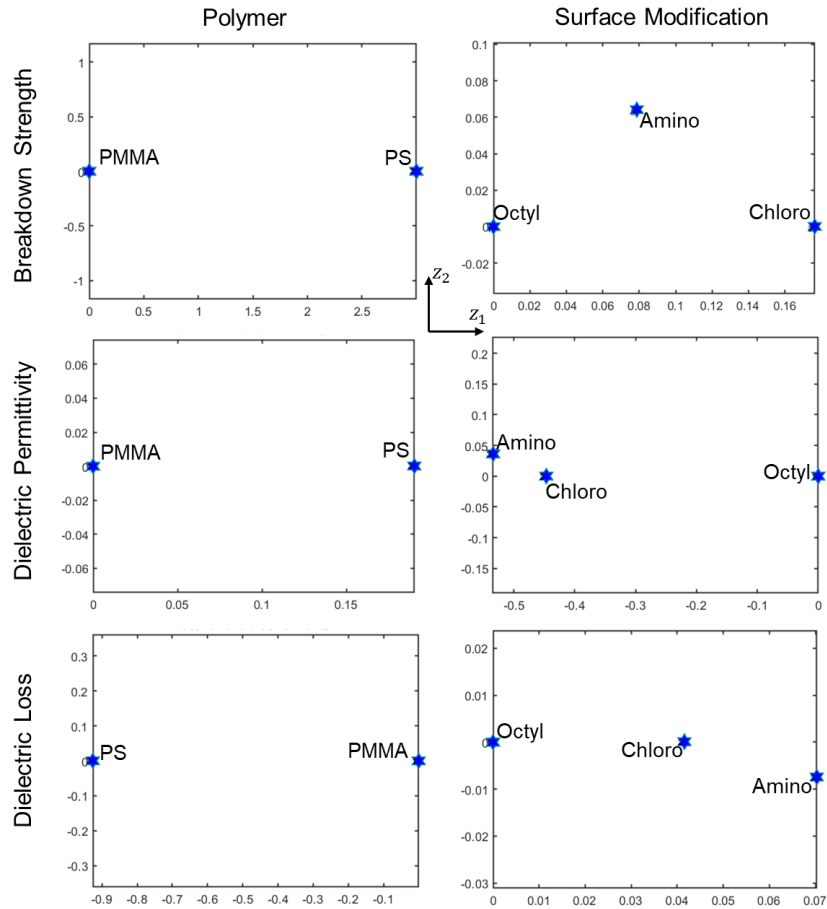 Polymer
Surface Modification
Breakdown Strength
1
0.5
0
-0.5
-1
PMMA
PS
0 0.5 1 1.5 2 2.5
0.1
0.08
0.06
0.04
0.02
0
-0.02
Amino
Octyl
Chloro
0 0.02 0.04 0.06 0.08 0.1 0.12 0.14 0.16
z₂
z₁
Dielectric Permittivity
0.06
0.04
0.02
0
-0.02
-0.04
-0.06
PMMA
PS
0 0.05 0.1 0.15
0.2
0.15
0.1
0.05
0
-0.05
-0.1
-0.15
Amino
Chloro
Octyl
-0.5 -0.4 -0.3 -0.2 -0.1 0
Dielectric Loss
0.3
0.2
0.1
0
-0.1
-0.2
-0.3
PS
PMMA
-0.9 -0.8 -0.7 -0.6 -0.5 -0.4 -0.3 -0.2 -0.1
0.02
0.01
0
-0.01
-0.02
-0.03
Octyl
Chloro
Amino
0 0.01 0.02 0.03 0.04 0.05 0.06 0.07